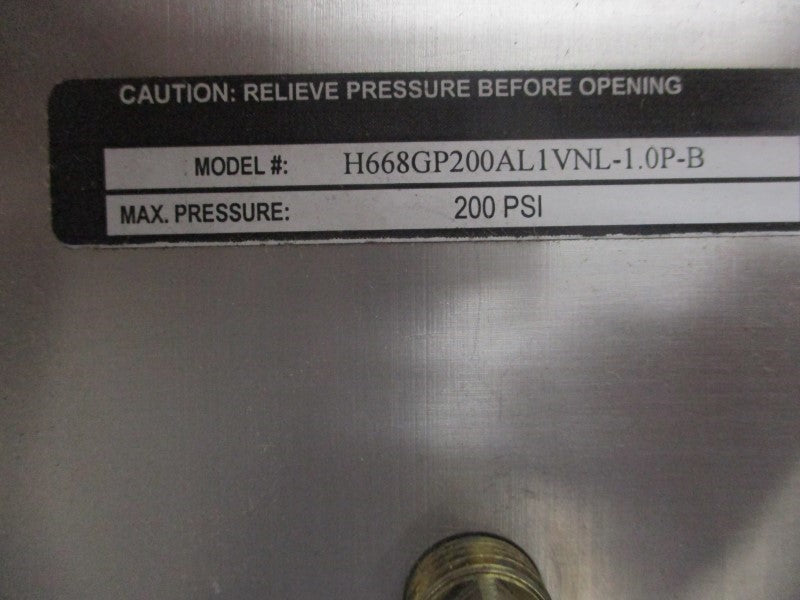 CAUTION: RELIEVE PRESSURE BEFORE OPENING
MODEL #: H668GP200AL1VNL-1.0P-B
MAX. PRESSURE: 200 PSI